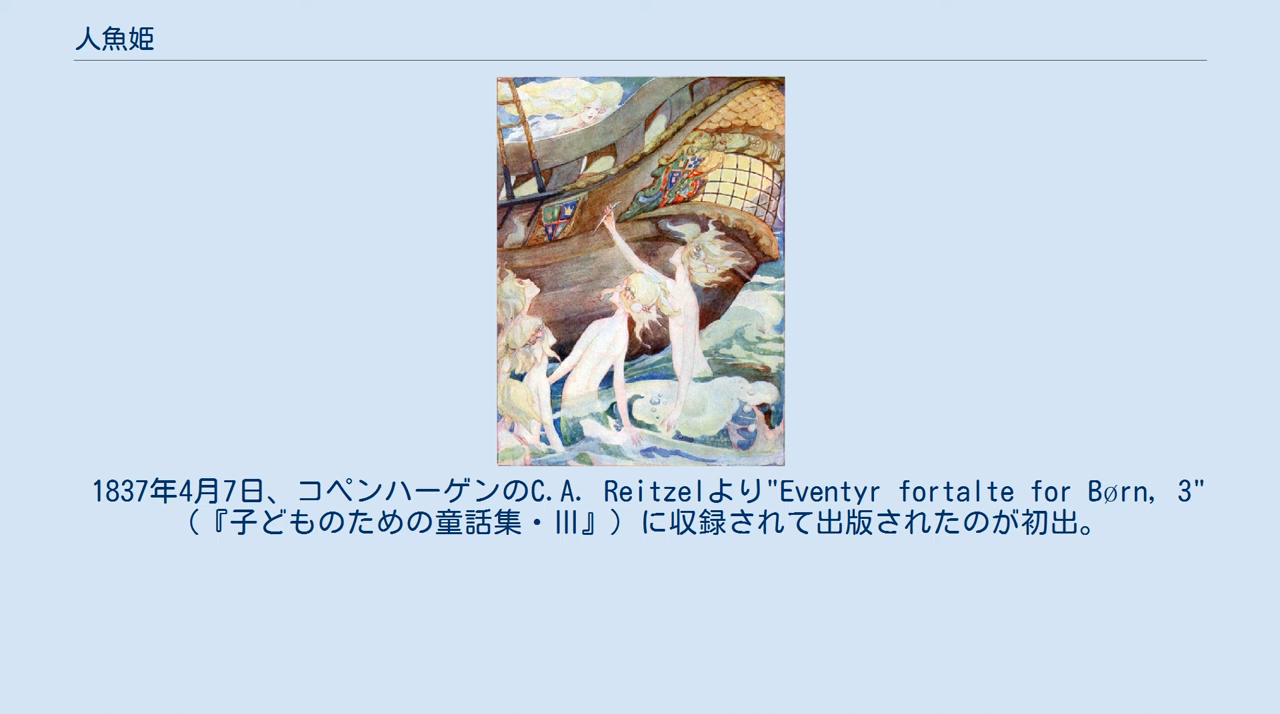 人魚姫
1837年4月7日、コペンハーゲンのC.A. Reitzelより"Eventyr fortalte for Børn, 3"
（『子どものための童話集・Ⅲ』）に収録されて出版されたのが初出。